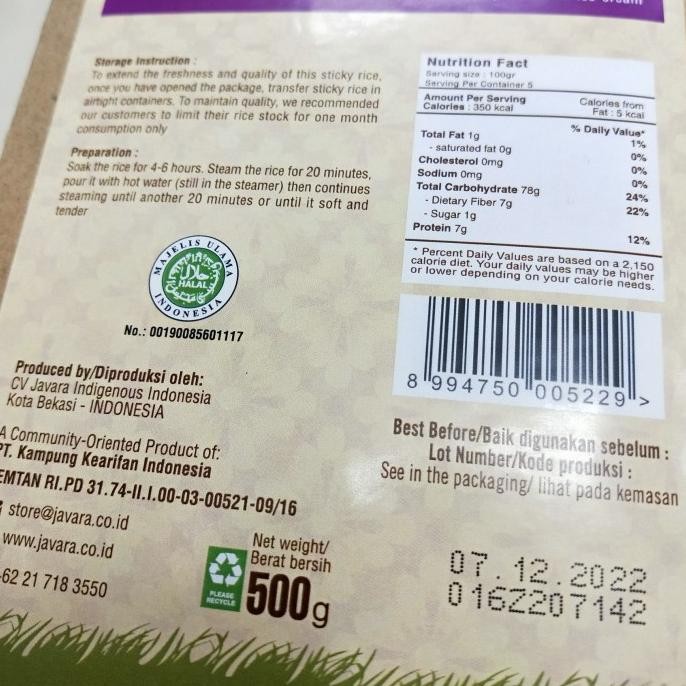 Storage Instruction :
To extend the freshness and quality of this sticky rice,
once you have opened the package, transfer sticky rice in
airtight containers. To maintain quality, we recommended
our customers to limit their rice stock for one month
consumption only
Preparation :
Soak the rice for 4-6 hours. Steam the rice for 20 minutes,
pour it with hot water (still in the steamer) then continues
steaming until another 20 minutes or until it soft and
tender
MAJELIS ULAMA
حلال
HALAL
INDONESIA
No.: 00190085601117
Produced by/Diproduksi oleh:
CV Javara Indigenous Indonesia
Kota Bekasi - INDONESIA
A Community-Oriented Product of:
PT. Kampung Kearifan Indonesia
EMTAN RI.PD 31.74-II.I.00-03-00521-09/16
store@javara.co.id
www.javara.co.id
62 21 718 3550
PLEASE
RECYCLE
Net weight/
Berat bersih
500g
Nutrition Fact
Serving size : 100gr
Serving Per Container 5
Amount Per Serving
Calories : 350 kcal
Calories from
Fat : 5 kcal
% Daily Value*
Total Fat 1g 1%
- saturated fat 0g 0%
Cholesterol 0mg 0%
Sodium 0mg 0%
Total Carbohydrate 78g 24%
- Dietary Fiber 7g 22%
- Sugar 1g
Protein 7g 12%
* Percent Daily Values are based on a 2,150
calorie diet. Your daily values may be higher
or lower depending on your calorie needs.
8 994750 005229 >
Best Before/Baik digunakan sebelum :
Lot Number/Kode produksi :
See in the packaging/ lihat pada kemasan
07.12.2022
016Z207142